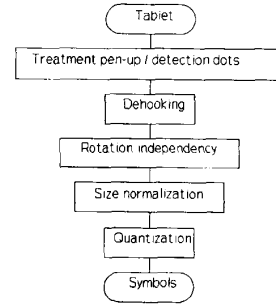 Tablet
Treatment pen-up / detection dots
Dehooking
Rotation independency
Size normalization
Quantization
Symbols